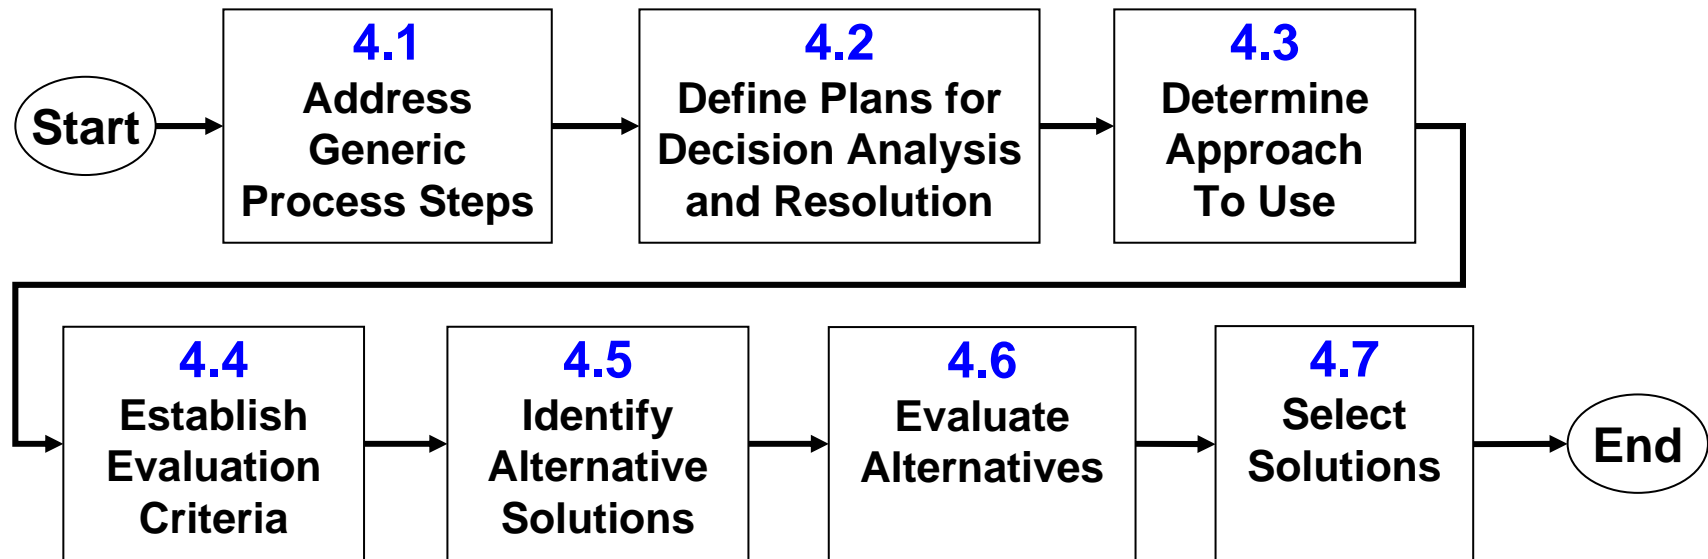 Start
4.1
Address
Generic
Process Steps
4.2
Define Plans for
Decision Analysis
and Resolution
4.3
Determine
Approach
To Use
4.4
Establish
Evaluation
Criteria
4.5
Identify
Alternative
Solutions
4.6
Evaluate
Alternatives
4.7
Select
Solutions
End